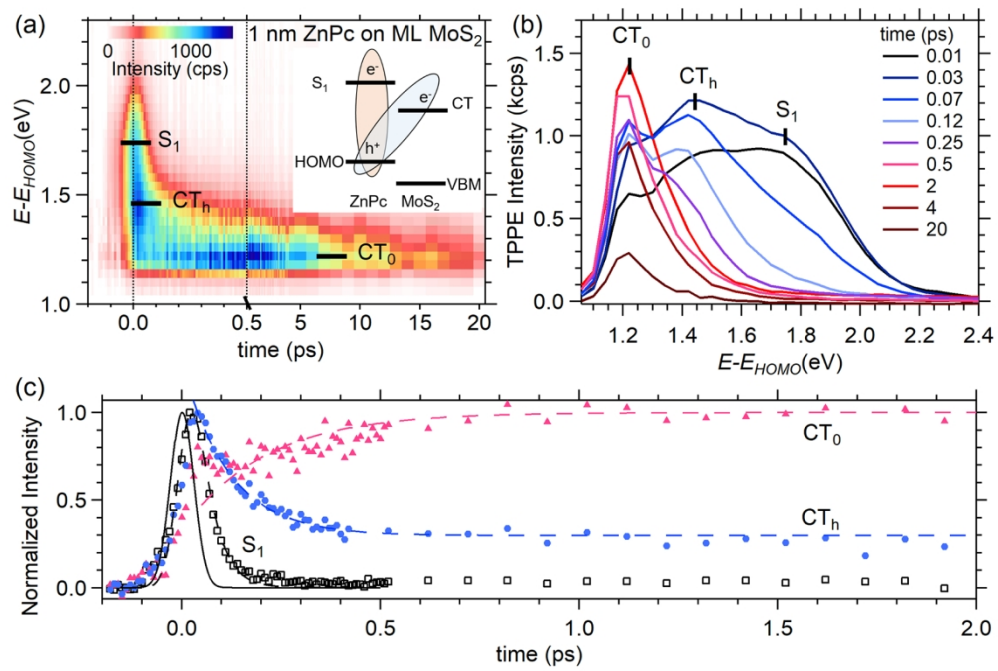 (a)
0 1000
Intensity (cps)
1 nm ZnPc on ML MoS₂
S₁
e⁻
e⁻
CT
h⁺
HOMO
VBM
ZnPc MoS₂
S₁
CTₕ
CT₀
2.0
1.5
1.0
E-E_HOMO(eV)
0.0 0.5 5 10 15 20
time (ps)
(b)
CT₀
CTₕ
S₁
time (ps)
0.01
0.03
0.07
0.12
0.25
0.5
2
4
20
1.5
1.0
0.5
0.0
TPPE Intensity (kcps)
1.2 1.4 1.6 1.8 2.0 2.2 2.4
E-E_HOMO(eV)
(c)
1.0
0.5
0.0
Normalized Intensity
CT₀
CTₕ
S₁
0.0 0.5 1.0 1.5 2.0
time (ps)